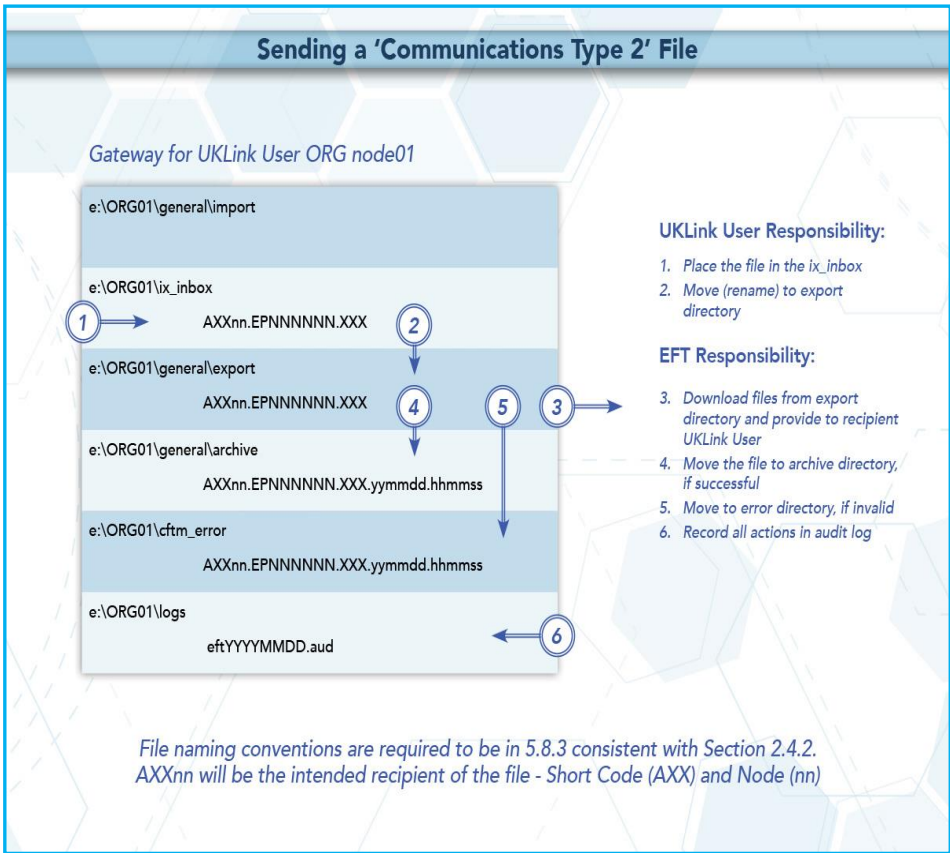 Sending a 'Communications Type 2' File
Gateway for UKLink User ORG node01
e:\ORG01\general\import
e:\ORG01\ix_inbox
1
AXXnn.EPNNNNNN.XXX
2
e:\ORG01\general\export
AXXnn.EPNNNNNN.XXX
4
5
3
e:\ORG01\general\archive
AXXnn.EPNNNNNN.XXX.yymmdd.hhmmss
e:\ORG01\cftm_error
AXXnn.EPNNNNNN.XXX.yymmdd.hhmmss
e:\ORG01\logs
eftYYYYMMDD.aud
6
UKLink User Responsibility:
1. Place the file in the ix_inbox
2. Move (rename) to export
directory
EFT Responsibility:
3. Download files from export
directory and provide to recipient
UKLink User
4. Move the file to archive directory,
if successful
5. Move to error directory, if invalid
6. Record all actions in audit log
File naming conventions are required to be in 5.8.3 consistent with Section 2.4.2.
AXXnn will be the intended recipient of the file - Short Code (AXX) and Node (nn)